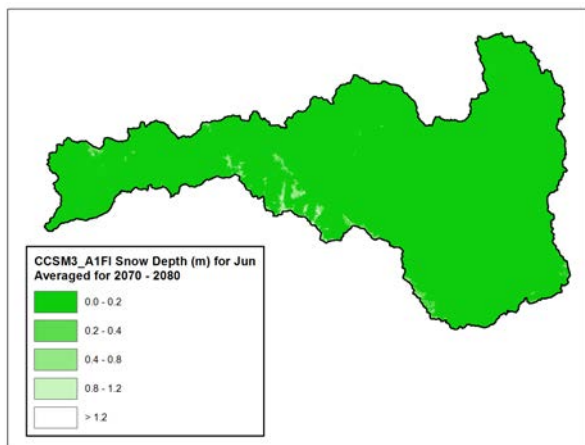 CCSM3_A1FI Snow Depth (m) for Jun
Averaged for 2070 - 2080
0.0 - 0.2
0.2 - 0.4
0.4 - 0.8
0.8 - 1.2
> 1.2